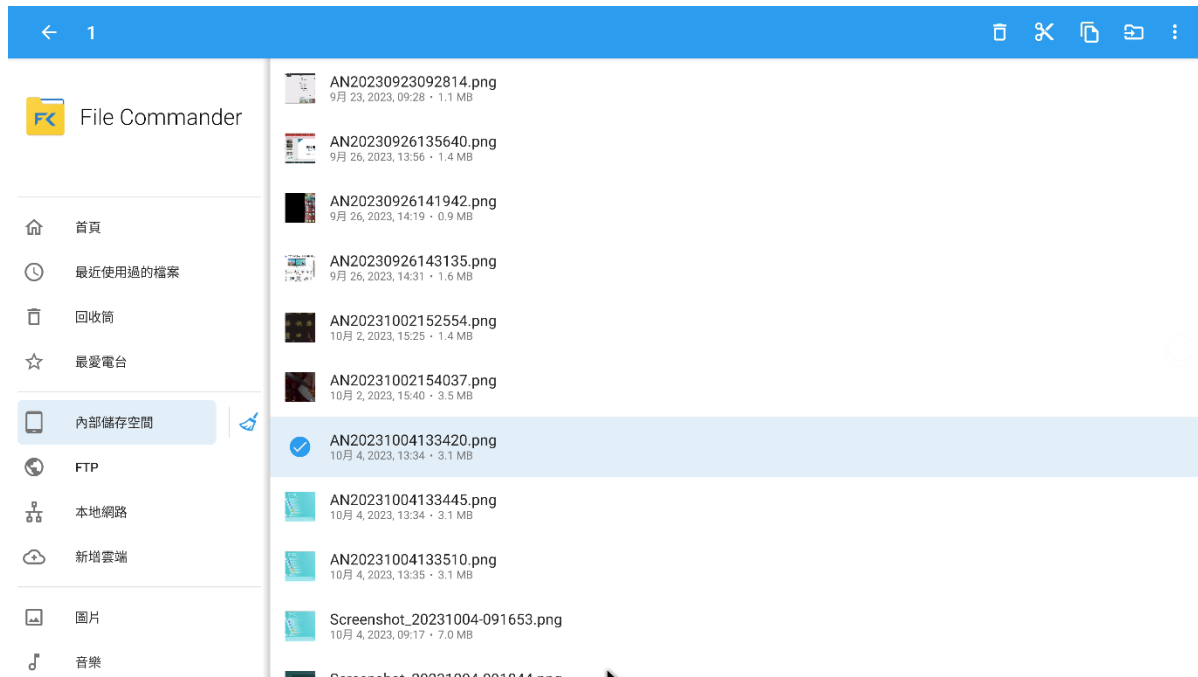 1
File Commander
首頁
最近使用過的檔案
回收筒
最愛電台
內部儲存空間
FTP
本地網路
新增雲端
圖片
音樂
AN20230923092814.png
9月 23, 2023, 09:28 • 1.1 MB
AN20230926135640.png
9月 26, 2023, 13:56 • 1.4 MB
AN20230926141942.png
9月 26, 2023, 14:19 • 0.9 MB
AN20230926143135.png
9月 26, 2023, 14:31 • 1.6 MB
AN20231002152554.png
10月 2, 2023, 15:25 • 1.4 MB
AN20231002154037.png
10月 2, 2023, 15:40 • 3.5 MB
AN20231004133420.png
10月 4, 2023, 13:34 • 3.1 MB
AN20231004133445.png
10月 4, 2023, 13:34 • 3.1 MB
AN20231004133510.png
10月 4, 2023, 13:35 • 3.1 MB
Screenshot_20231004-091653.png
10月 4, 2023, 09:17 • 7.0 MB